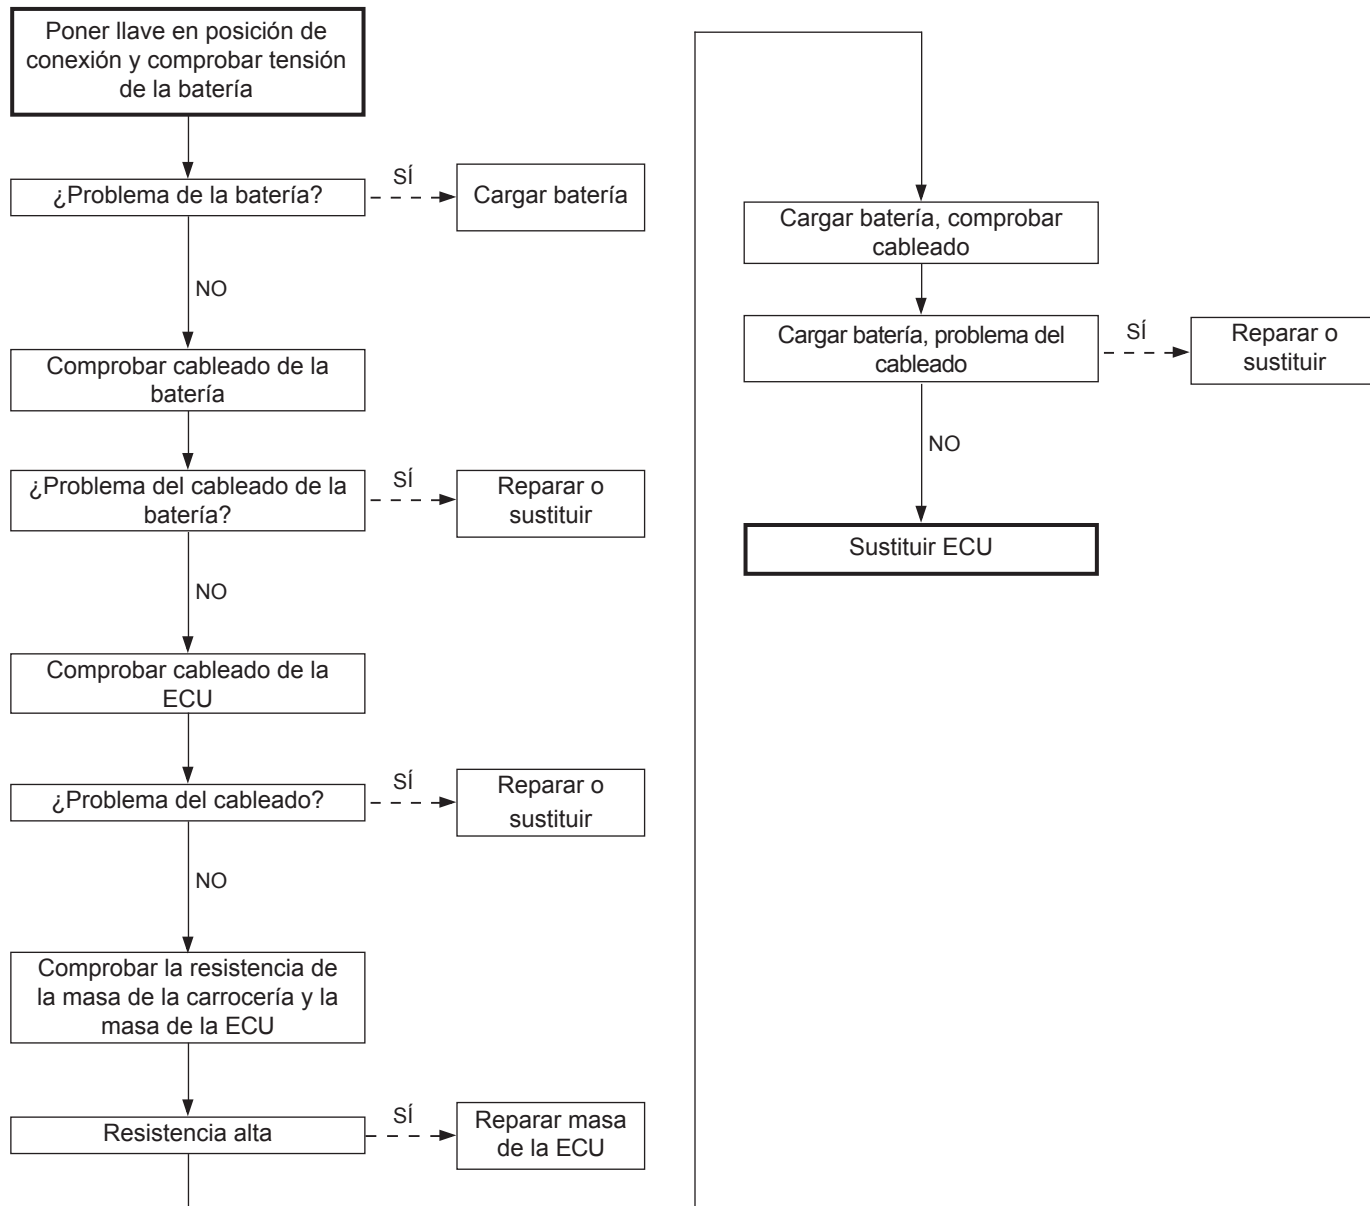 Poner llave en posición de
conexión y comprobar tensión
de la batería
¿Problema de la batería?
SÍ
Cargar batería
NO
Comprobar cableado de la
batería
¿Problema del cableado de la
batería?
SÍ
Reparar o
sustituir
NO
Comprobar cableado de la
ECU
¿Problema del cableado?
SÍ
Reparar o
sustituir
NO
Comprobar la resistencia de
la masa de la carrocería y la
masa de la ECU
Resistencia alta
SÍ
Reparar masa
de la ECU
Cargar batería, comprobar
cableado
Cargar batería, problema del
cableado
SÍ
Reparar o
sustituir
NO
Sustituir ECU